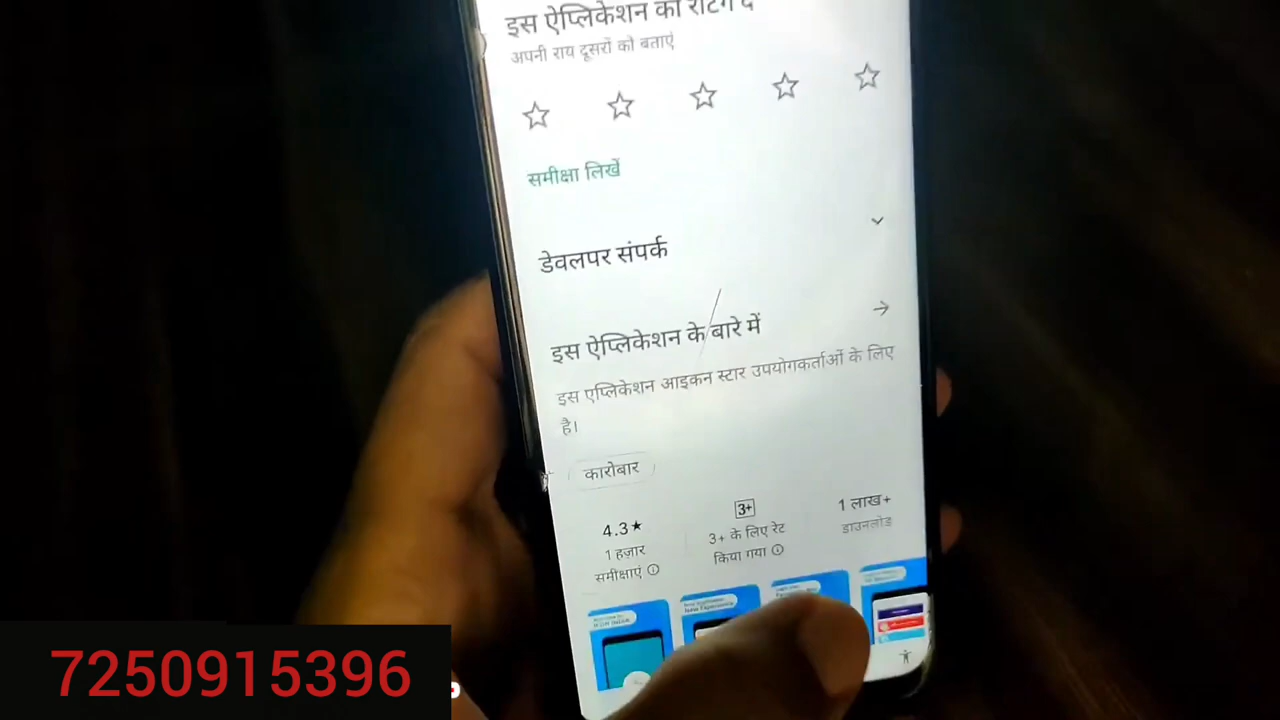 इस ऐप्लिकेशन को रेटिंग दें
अपनी राय दूसरों को बताएं
समीक्षा लिखें
डेवलपर संपर्क
इस ऐप्लिकेशन के बारे में
इस एप्लिकेशन आइकन स्टार उपयोगकर्ताओं के लिए
है।
कारोबार
4.3★
1 हज़ार
समीक्षाएं
3+
3+ के लिए रेट
किया गया
1 लाख+
डाउनलोड
7250915396